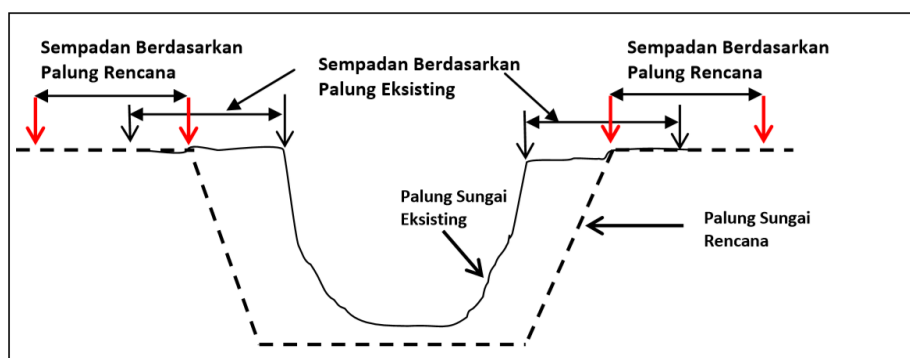 Sempadan Berdasarkan
Palung Rencana
Sempadan Berdasarkan
Palung Eksisting
Sempadan Berdasarkan
Palung Rencana
Palung Sungai
Eksisting
Palung Sungai
Rencana